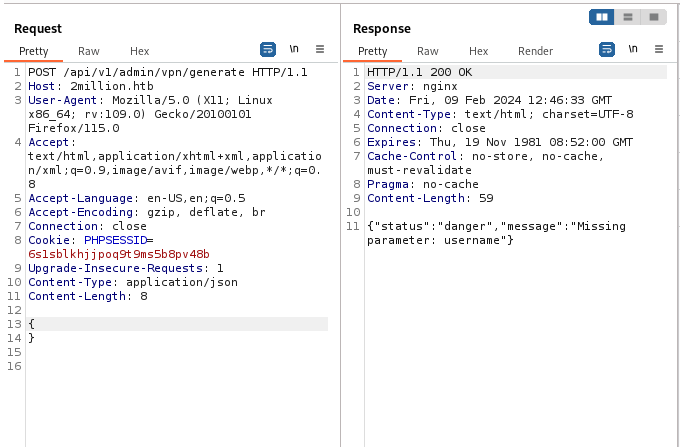 Request
Pretty Raw Hex
\n
1 POST /api/v1/admin/vpn/generate HTTP/1.1
2 Host: 2million.htb
3 User-Agent: Mozilla/5.0 (X11; Linux
x86_64; rv:109.0) Gecko/20100101
Firefox/115.0
4 Accept:
text/html,application/xhtml+xml,applicatio
n/xml;q=0.9,image/avif,image/webp,*/*;q=0.
8
5 Accept-Language: en-US,en;q=0.5
6 Accept-Encoding: gzip, deflate, br
7 Connection: close
8 Cookie: PHPSESSID=
6s1sblkhjjpoq9t9ms5b8pv48b
9 Upgrade-Insecure-Requests: 1
10 Content-Type: application/json
11 Content-Length: 8
12
13 {
14 }
15
16
Response
Pretty Raw Hex Render
\n
1 HTTP/1.1 200 OK
2 Server: nginx
3 Date: Fri, 09 Feb 2024 12:46:33 GMT
4 Content-Type: text/html; charset=UTF-8
5 Connection: close
6 Expires: Thu, 19 Nov 1981 08:52:00 GMT
7 Cache-Control: no-store, no-cache,
must-revalidate
8 Pragma: no-cache
9 Content-Length: 59
10
11 {"status":"danger","message":"Missing
parameter: username"}